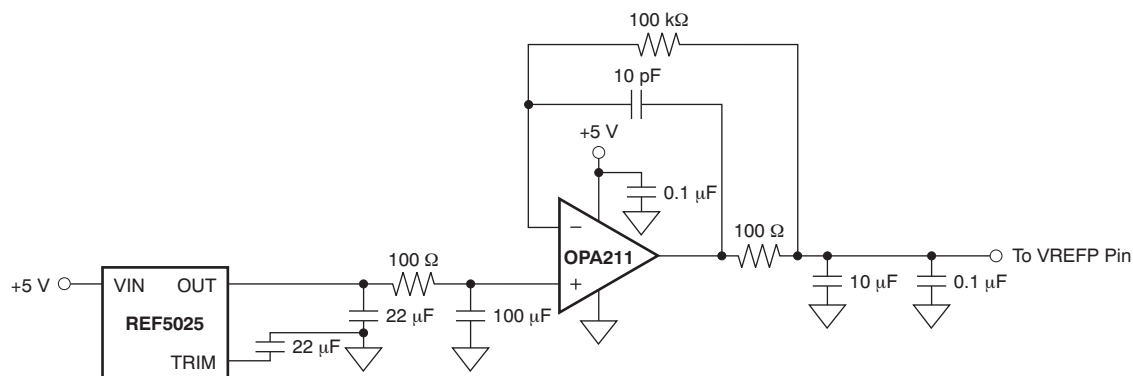 100 kΩ
10 pF
+5 V
0.1 μF
−
OPA211
+
100 Ω
To VREFP Pin
10 μF
0.1 μF
100 Ω
+5 V
VIN
OUT
REF5025
TRIM
22 μF
22 μF
100 μF